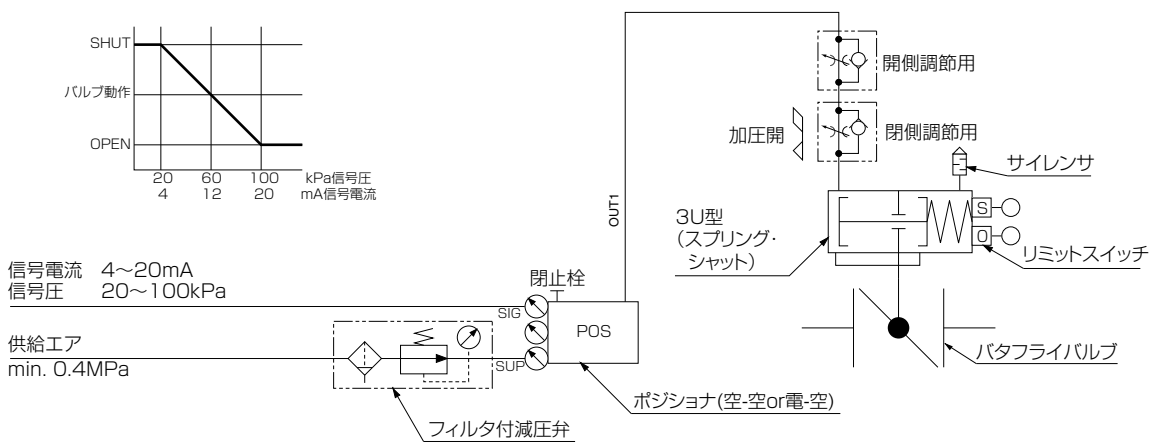 SHUT
バルブ動作
OPEN
20 60 100 kPa信号圧
4 12 20 mA信号電流
開側調節用
加圧開
閉側調節用
サイレンサ
OUT1
3U型
(スプリング・
シャット)
S
O
リミットスイッチ
信号電流 4〜20mA
信号圧 20〜100kPa
閉止栓
SIG
POS
供給エア
min. 0.4MPa
SUP
バタフライバルブ
ポジショナ(空-空or電-空)
フィルタ付減圧弁